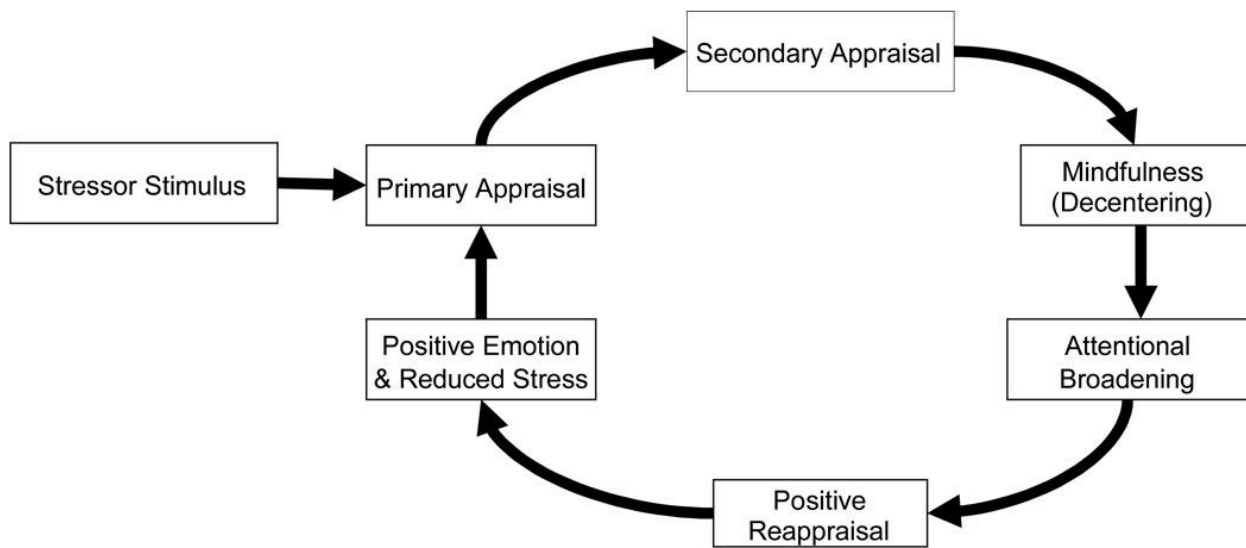 Secondary Appraisal
Stressor Stimulus
Primary Appraisal
Mindfulness
(Decentering)
Positive Emotion
& Reduced Stress
Attentional
Broadening
Positive
Reappraisal